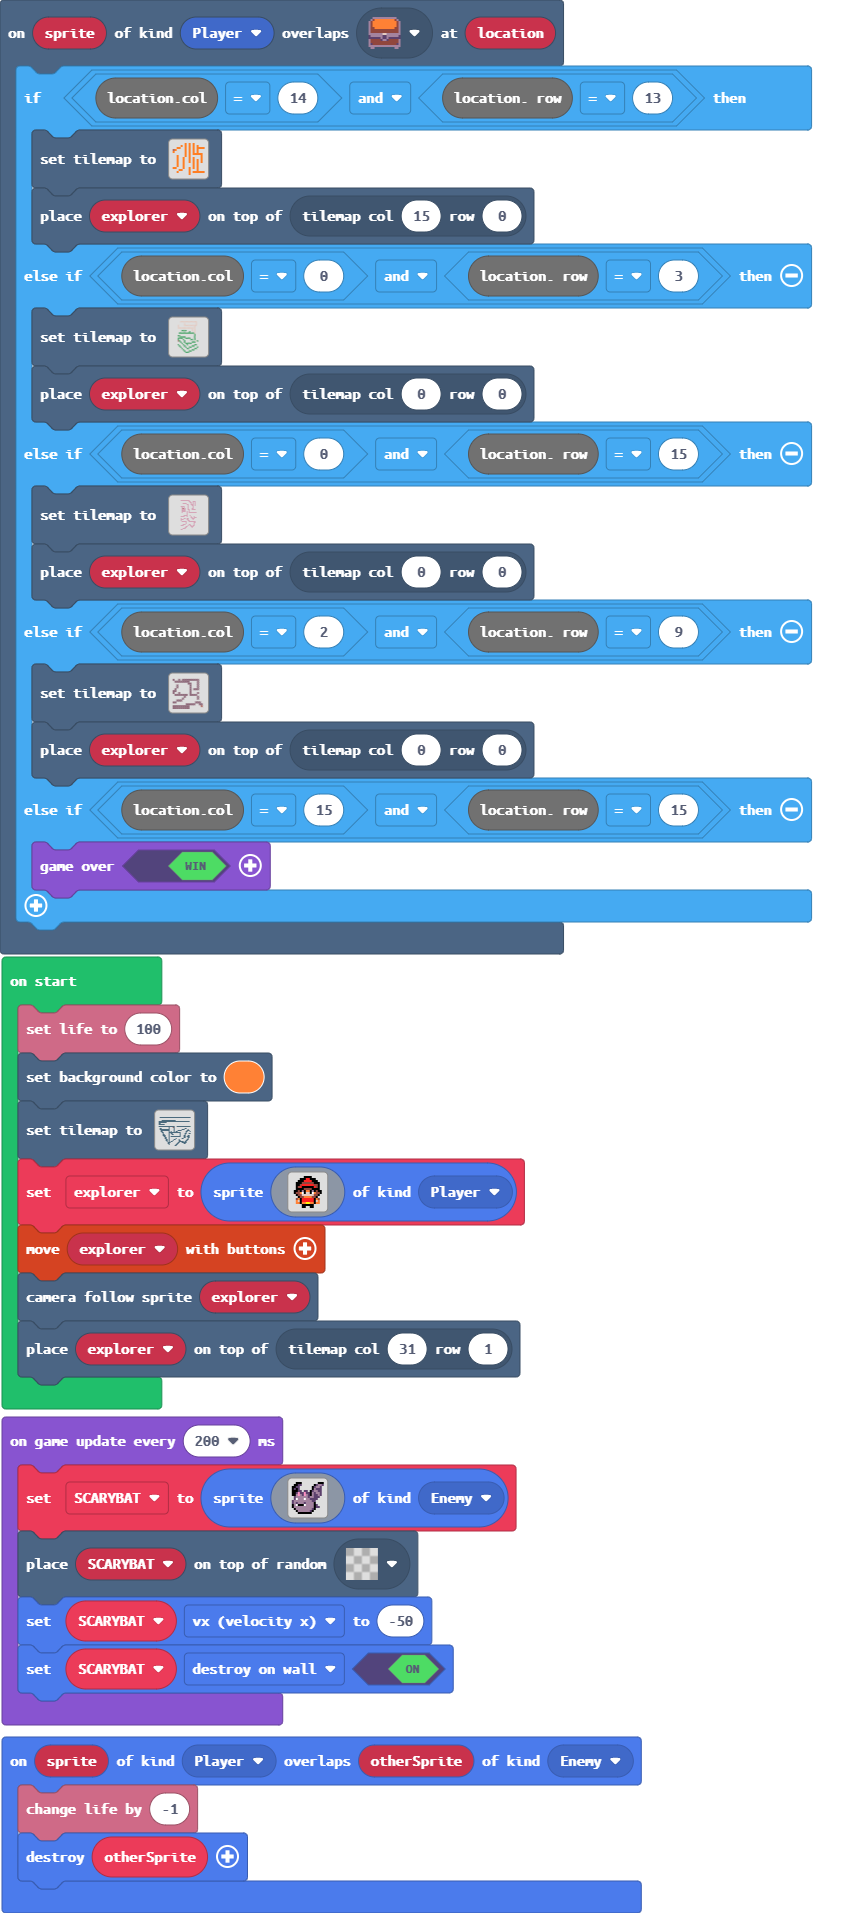 on sprite of kind Player overlaps at location
if location.col = 14 and location. row = 13 then
set tilemap to
place explorer on top of tilemap col 15 row 0
else if location.col = 0 and location. row = 3 then
set tilemap to
place explorer on top of tilemap col 0 row 0
else if location.col = 0 and location. row = 15 then
set tilemap to
place explorer on top of tilemap col 0 row 0
else if location.col = 2 and location. row = 9 then
set tilemap to
place explorer on top of tilemap col 0 row 0
else if location.col = 15 and location. row = 15 then
game over WIN
on start
set life to 100
set background color to
set tilemap to
set explorer to sprite of kind Player
move explorer with buttons
camera follow sprite explorer
place explorer on top of tilemap col 31 row 1
on game update every 200 ms
set SCARYBAT to sprite of kind Enemy
place SCARYBAT on top of random
set SCARYBAT vx (velocity x) to -50
set SCARYBAT destroy on wall ON
on sprite of kind Player overlaps otherSprite of kind Enemy
change life by -1
destroy otherSprite